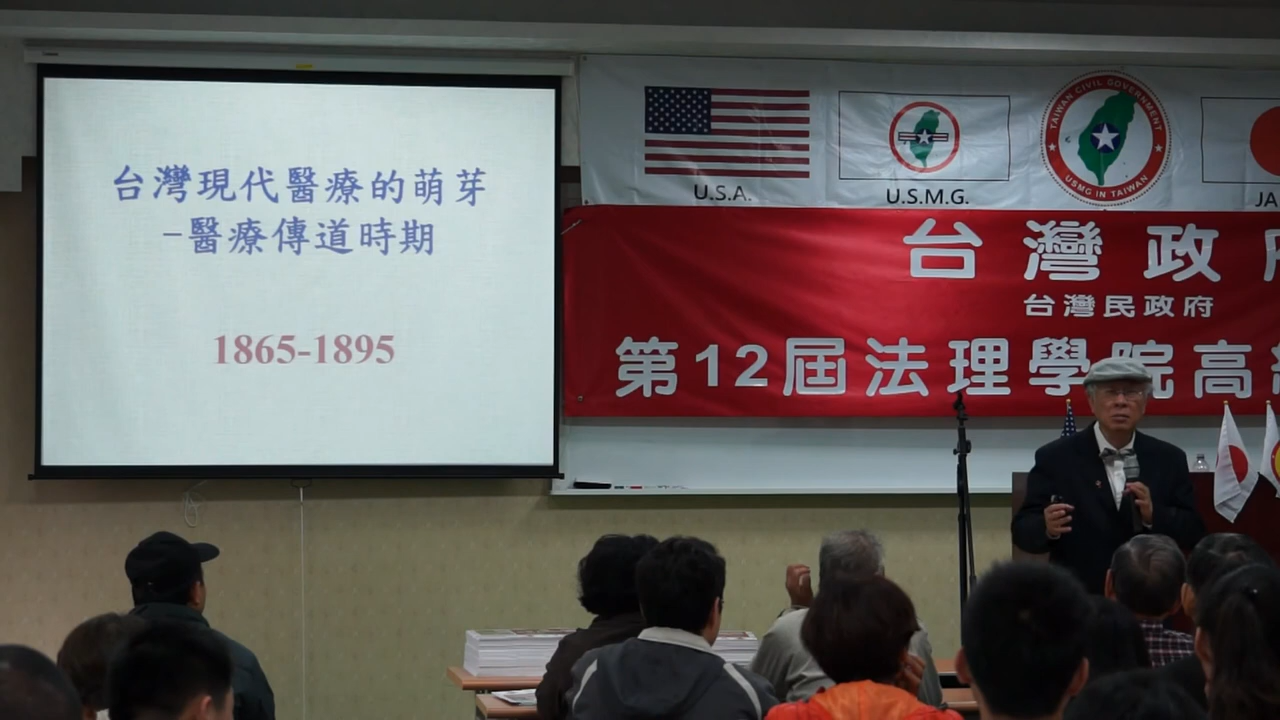 台灣現代醫療的萌芽
-醫療傳道時期
1865-1895
U.S.A.
U.S.M.G.
TAIWAN CIVIL GOVERNMENT
USMG IN TAIWAN
JA
台灣政
台灣民政府
第12屆法理學院高